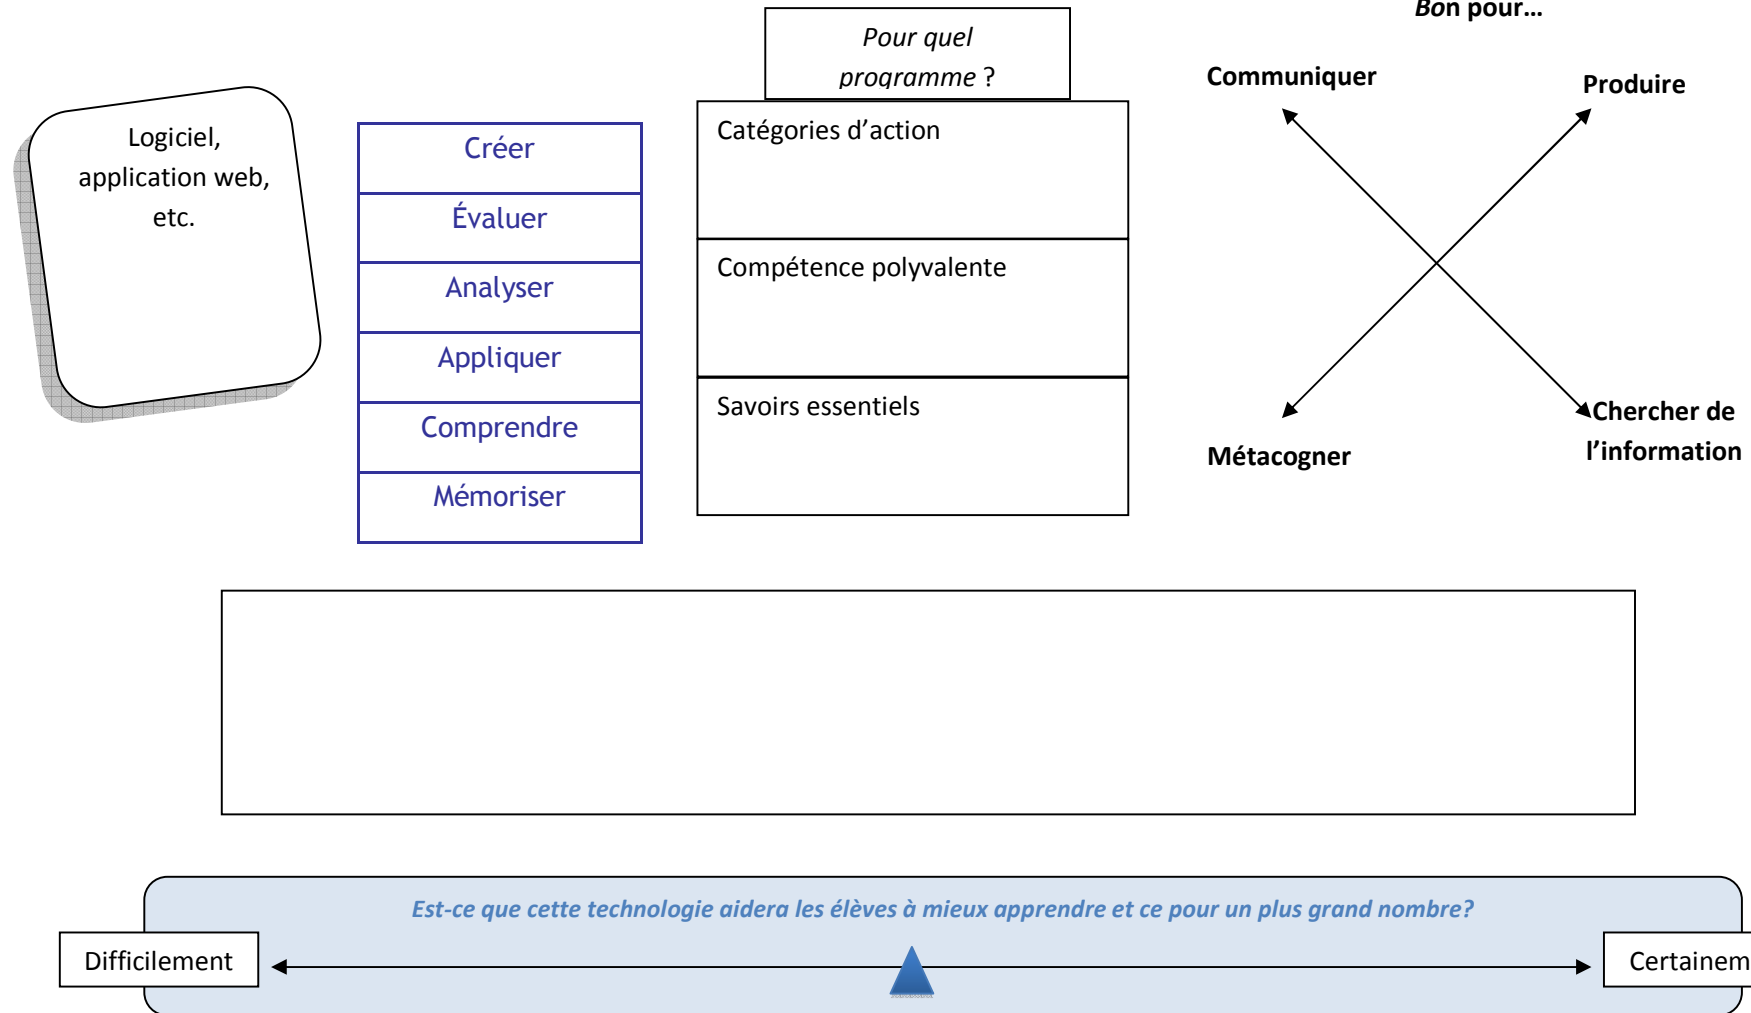 Bon pour…
Pour quel
programme ?
Communiquer
Produire
Logiciel,
application web,
etc.
Créer
Évaluer
Analyser
Appliquer
Comprendre
Mémoriser
Catégories d’action
Compétence polyvalente
Savoirs essentiels
Métacogner
Chercher de
l’information
Est-ce que cette technologie aidera les élèves à mieux apprendre et ce pour un plus grand nombre?
Difficilement
Certainem